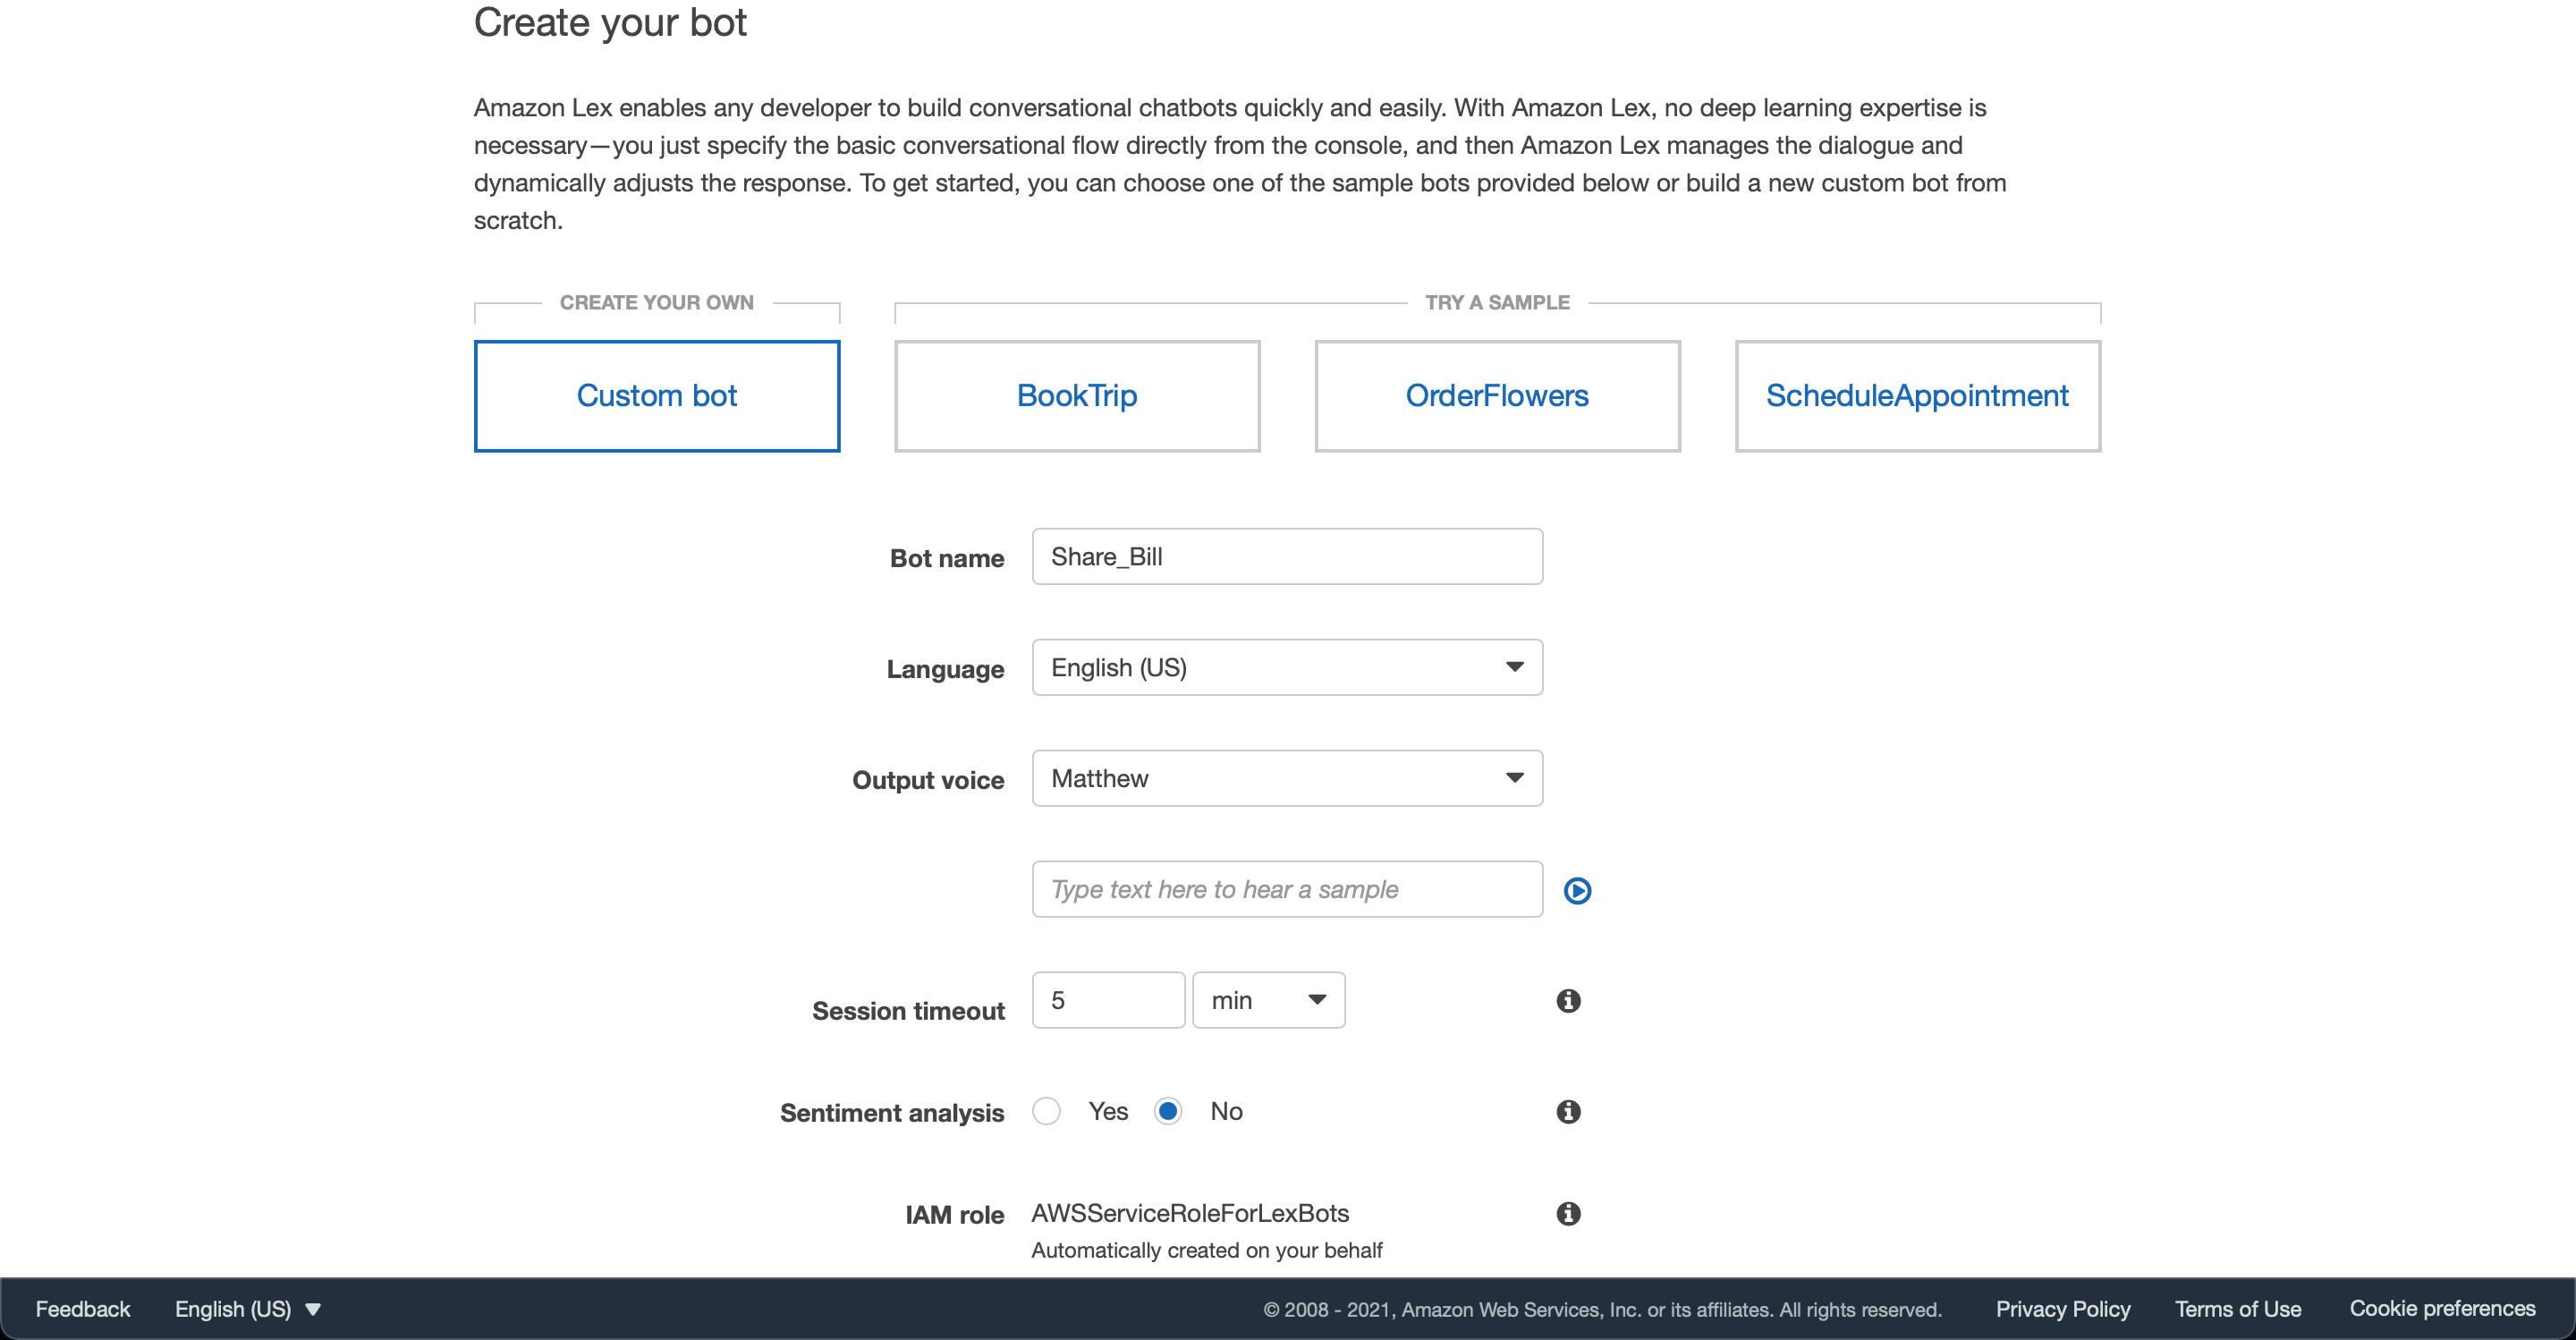 Create your bot
Amazon Lex enables any developer to build conversational chatbots quickly and easily. With Amazon Lex, no deep learning expertise is
necessary—you just specify the basic conversational flow directly from the console, and then Amazon Lex manages the dialogue and
dynamically adjusts the response. To get started, you can choose one of the sample bots provided below or build a new custom bot from
scratch.
CREATE YOUR OWN TRY A SAMPLE
Custom bot BookTrip OrderFlowers ScheduleAppointment
Bot name Share_Bill
Language English (US)
Output voice Matthew
Type text here to hear a sample
Session timeout 5 min
Sentiment analysis Yes No
IAM role AWSServiceRoleForLexBots
Automatically created on your behalf
Feedback English (US) © 2008 - 2021, Amazon Web Services, Inc. or its affiliates. All rights reserved. Privacy Policy Terms of Use Cookie preferences